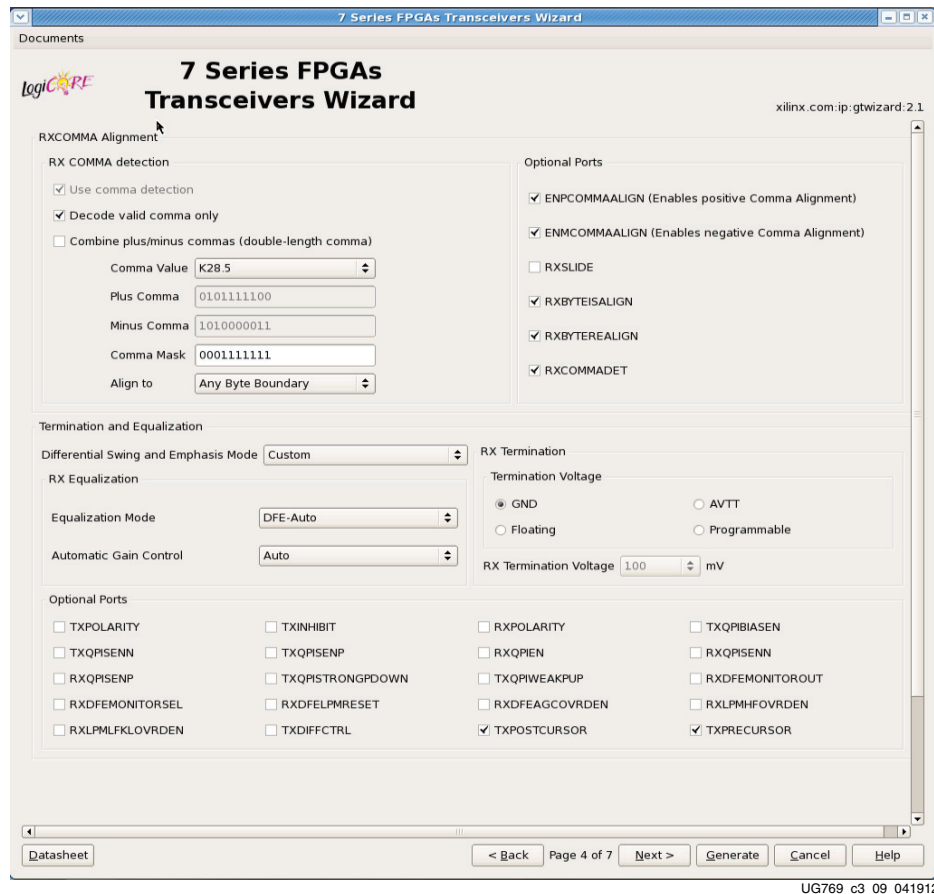 7 Series FPGAs Transceivers Wizard
Documents
logiCORE
7 Series FPGAs
Transceivers Wizard
xilinx.com:ip:gtwizard:2.1
RXCOMMA Alignment
RX COMMA detection
Use comma detection
Decode valid comma only
Combine plus/minus commas (double-length comma)
Comma Value K28.5
Plus Comma 0101111100
Minus Comma 1010000011
Comma Mask 0001111111
Align to Any Byte Boundary
Optional Ports
ENPCOMMAALIGN (Enables positive Comma Alignment)
ENMCOMMAALIGN (Enables negative Comma Alignment)
RXSLIDE
RXBYTEISALIGN
RXBYTEREALIGN
RXCOMMADET
Termination and Equalization
Differential Swing and Emphasis Mode Custom
RX Equalization
Equalization Mode DFE-Auto
Automatic Gain Control Auto
RX Termination
Termination Voltage
GND AVTT
Floating Programmable
RX Termination Voltage 100 mV
Optional Ports
TXPOLARITY TXINHIBIT RXPOLARITY TXQPIBIASEN
TXQPISENN TXQPISENP RXQPIEN RXQPISENN
RXQPISENP TXQPISTRONGPDOWN TXQPIWEAKPUP RXDFEMONITOROUT
RXDFEMONITORSEL RXDFELPMRESET RXDFEAGCOVRDEN RXLPMHFOVRDEN
RXLPMLFKLOVRDEN TXDIFFCTRL TXPOSTCURSOR TXPRECURSOR
Datasheet < Back Page 4 of 7 Next > Generate Cancel Help
UG769_c3_09_041912